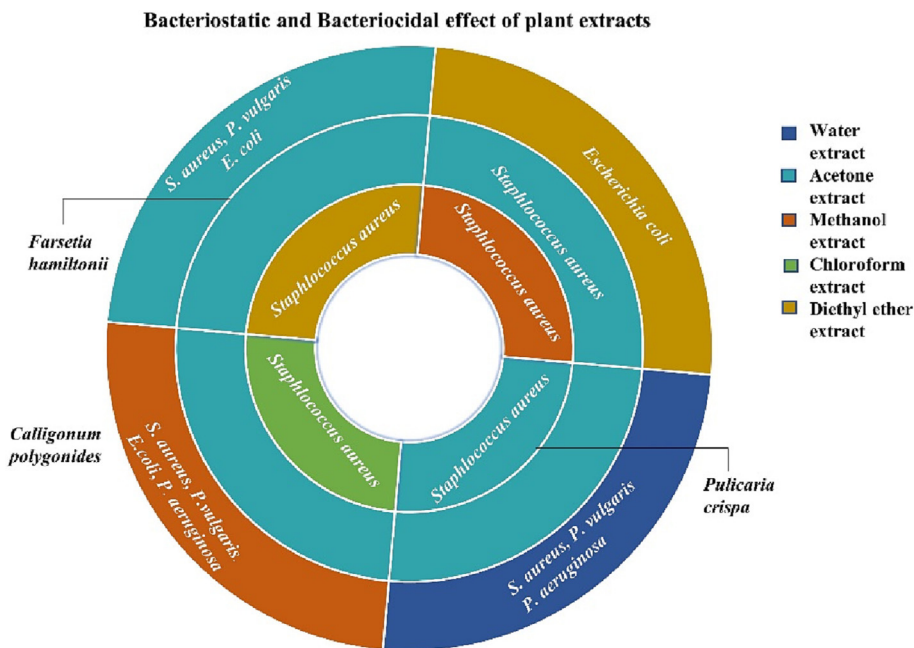 Bacteriostatic and Bacteriocidal effect of plant extracts
S. aureus, P. vulgaris
E. coli
Escherichia coli
Staphlococcus aureus
Staphlococcus aureus
Staphlococcus aureus
Staphlococcus aureus
Staphlococcus aureus
S. aureus, P.vulgaris.
E.coli, P. aeruginosa
S. aureus, P. vulgaris
P. aeruginosa
Farsetia
hamiltonii
Calligonum
polygonides
Pulicaria
crispa
Water
extract
Acetone
extract
Methanol
extract
Chloroform
extract
Diethyl ether
extract